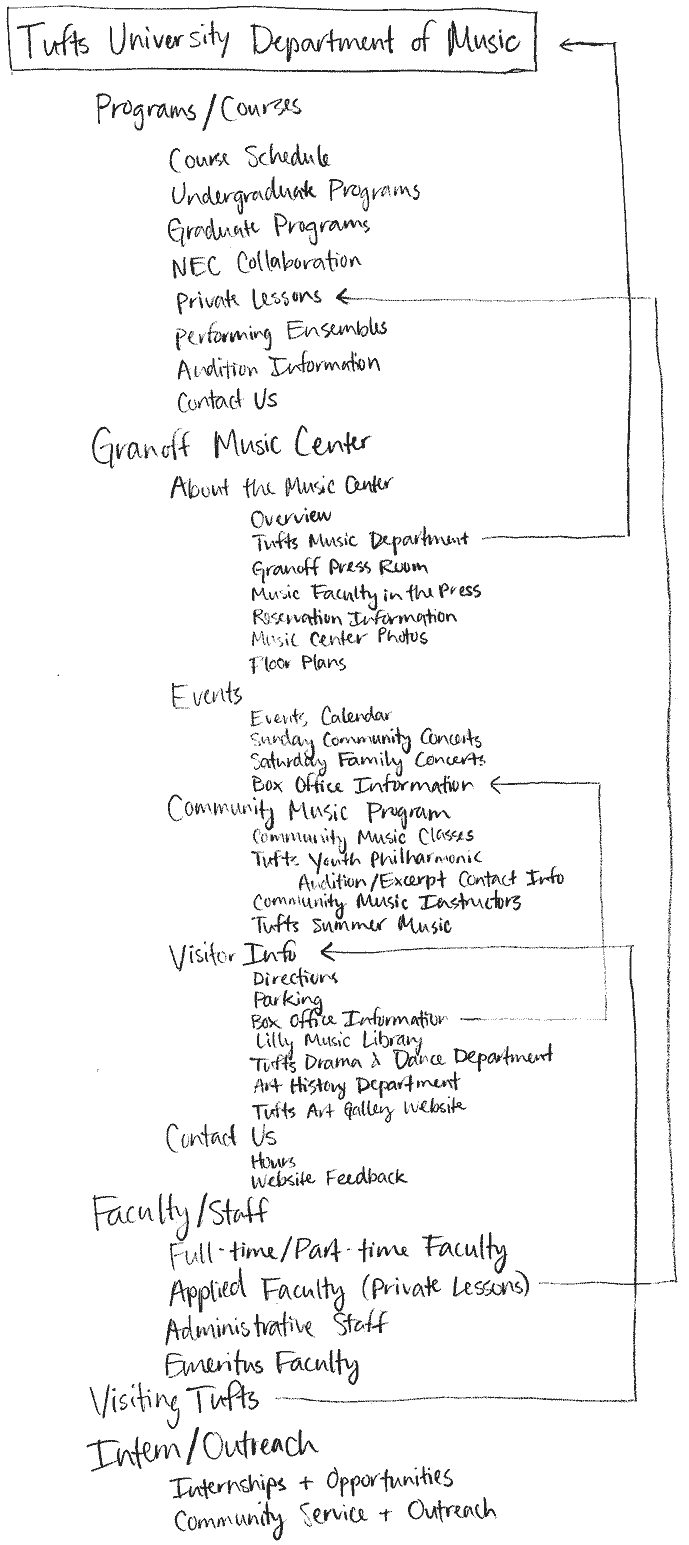 Tufts University Department of Music
Programs/Courses
Course Schedule
Undergraduate Programs
Graduate Programs
NEC Collaboration
Private Lessons
Performing Ensembles
Audition Information
Contact Us
Granoff Music Center
About the Music Center
Overview
Tufts Music Department
Granoff Press Room
Music Faculty in the Press
Reservation Information
Music Center Photos
Floor Plans
Events
Events Calendar
Sunday Community Concerts
Saturday Family Concerts
Box Office Information
Community Music Program
Community Music Classes
Tufts Youth Philharmonic
Audition/Excerpt Contact Info
Community Music Instructors
Tufts Summer Music
Visitor Info
Directions
Parking
Box Office Information
Lilly Music Library
Tufts Drama & Dance Department
Art History Department
Tufts Art Gallery Website
Contact Us
Hours
Website Feedback
Faculty/Staff
Full-time/Part-time Faculty
Applied Faculty (Private Lessons)
Administrative Staff
Emeritus Faculty
Visiting Tufts
Intern/Outreach
Internships + Opportunities
Community Service + Outreach